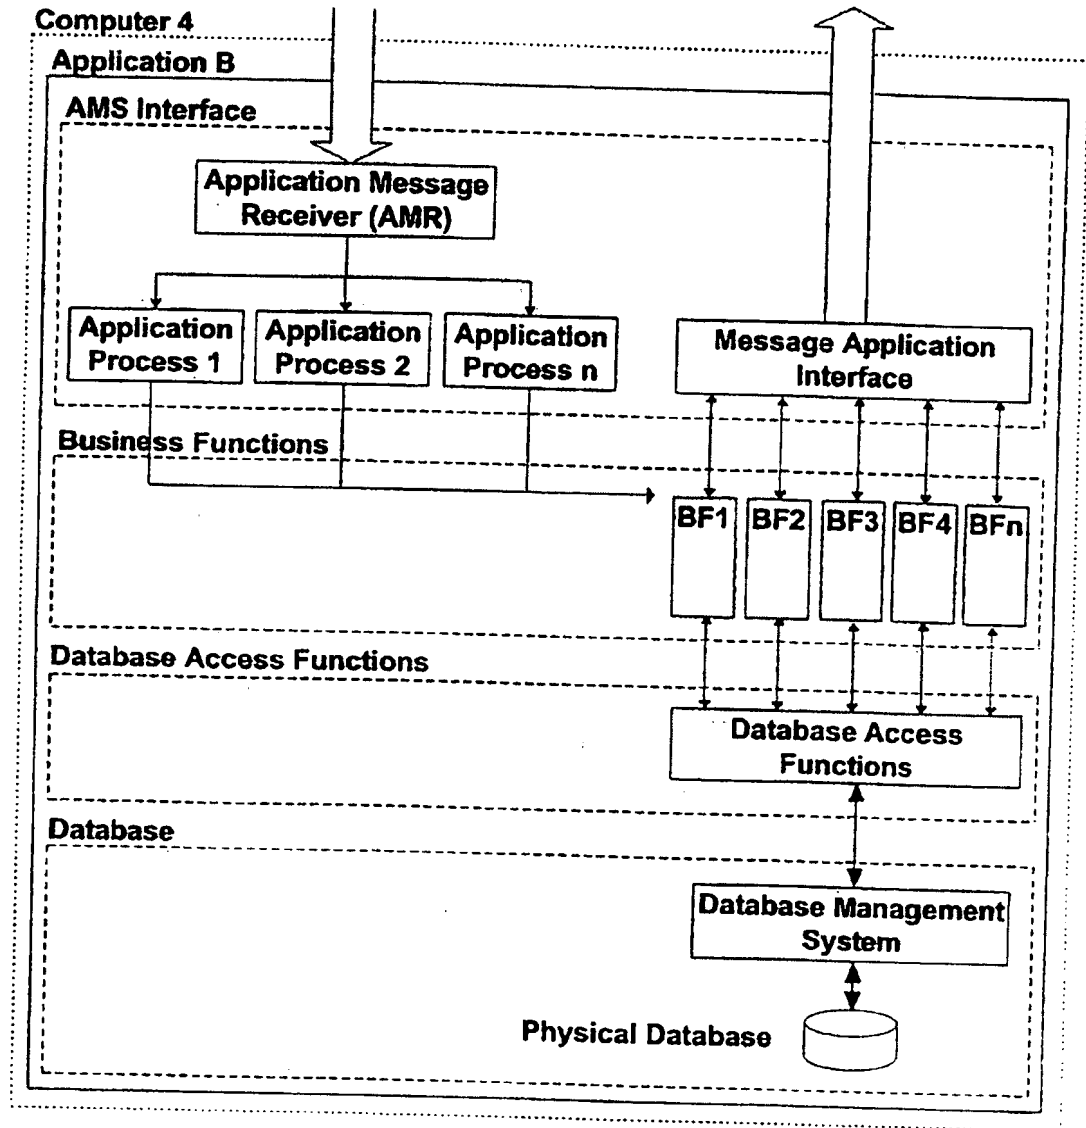 Computer 4
Application B
AMS Interface
Application Message
Receiver (AMR)
Application
Process 1
Application
Process 2
Application
Process n
Message Application
Interface
Business Functions
BF1
BF2
BF3
BF4
BFn
Database Access Functions
Database Access
Functions
Database
Database Management
System
Physical Database